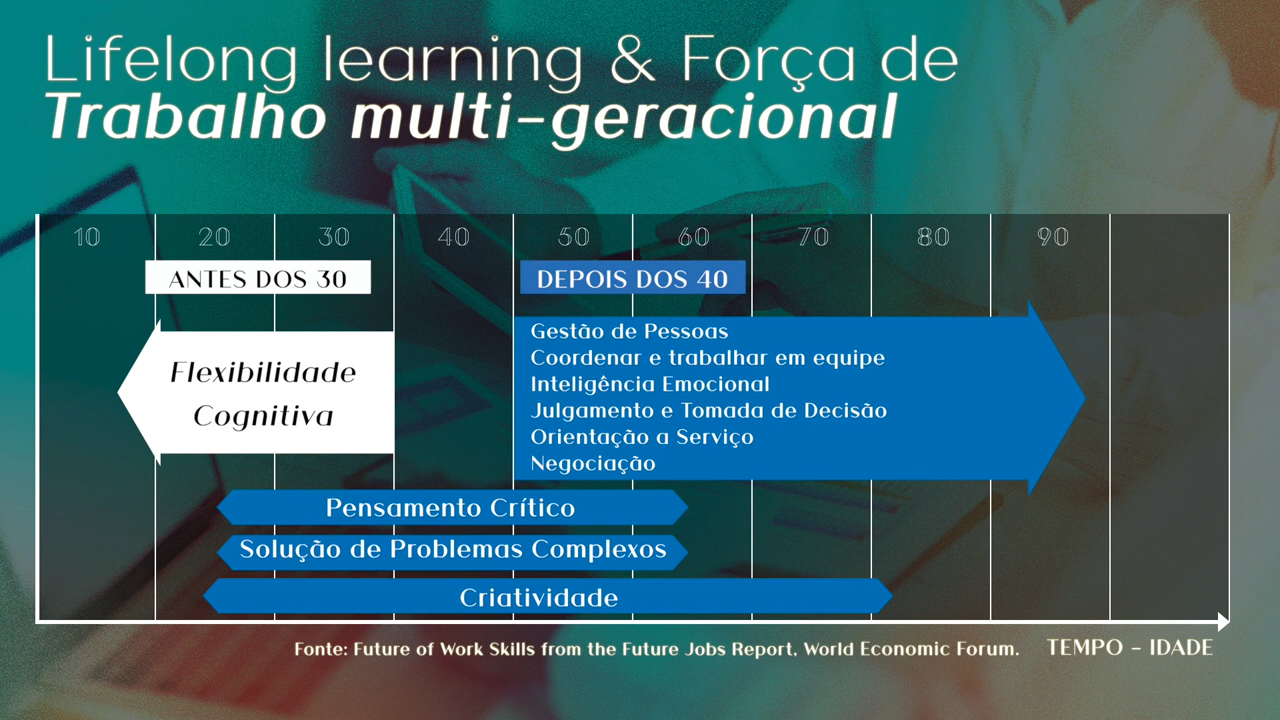 Lifelong learning & Força de
Trabalho multi-geracional
10 20 30 40 50 60 70 80 90
ANTES DOS 30
DEPOIS DOS 40
Flexibilidade
Cognitiva
Gestão de Pessoas
Coordenar e trabalhar em equipe
Inteligência Emocional
Julgamento e Tomada de Decisão
Orientação a Serviço
Negociação
Pensamento Crítico
Solução de Problemas Complexos
Criatividade
Fonte: Future of Work Skills from the Future Jobs Report, World Economic Forum.
TEMPO - IDADE